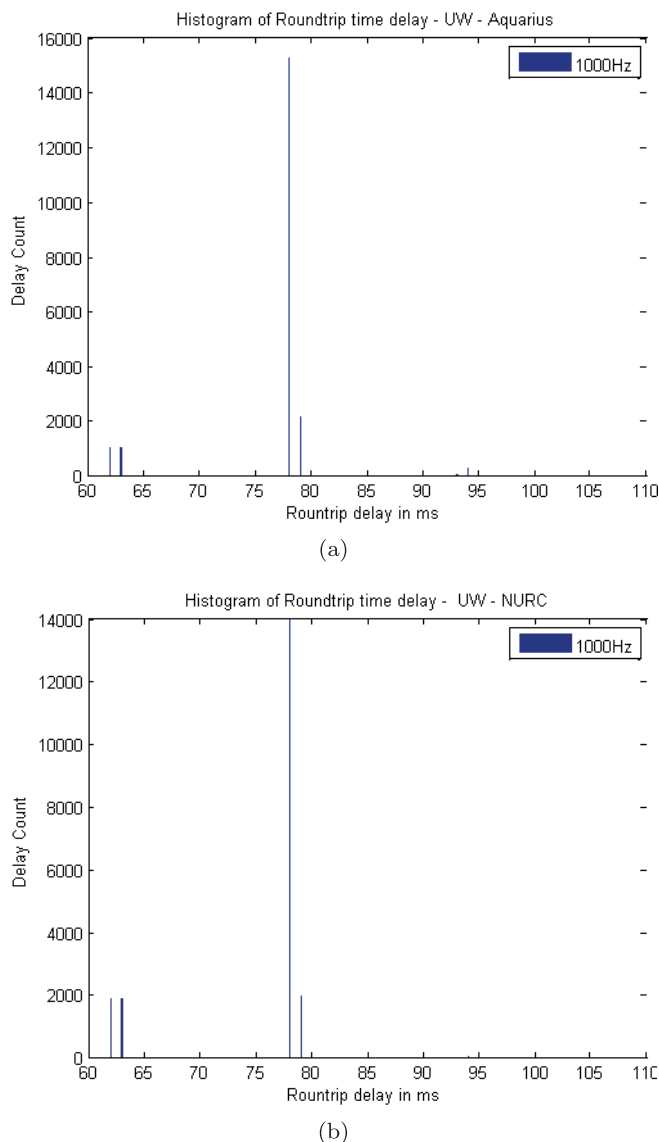 Histogram of Roundtrip time delay - UW - Aquarius
16000
14000
12000
10000
8000
6000
4000
2000
0
Delay Count
1000Hz
60 65 70 75 80 85 90 95 100 105 110
Rountrip delay in ms
(a)
Histogram of Roundtrip time delay - UW - NURC
14000
12000
10000
8000
6000
4000
2000
0
Delay Count
1000Hz
60 65 70 75 80 85 90 95 100 105 110
Rountrip delay in ms
(b)